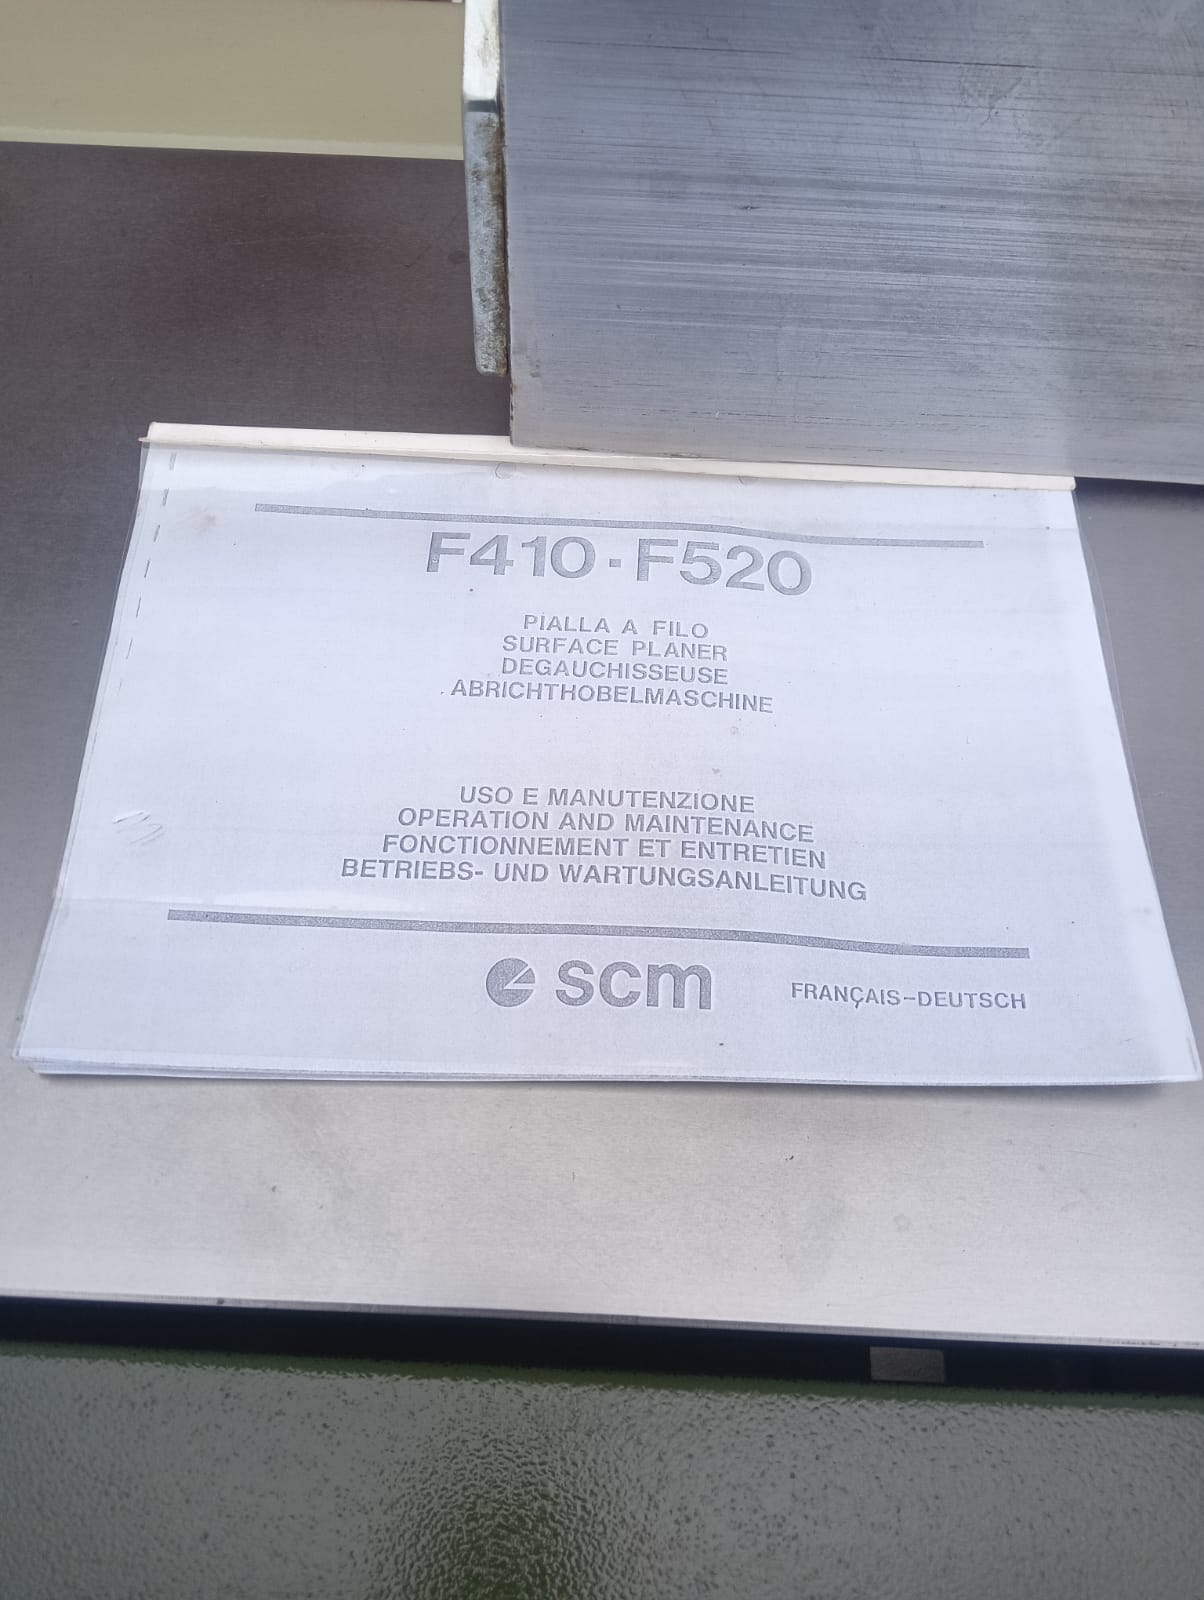 F410·F520
PIALLA A FILO
SURFACE PLANER
DEGAUCHISSEUSE
ABRICHTHOBELMASCHINE
USO E MANUTENZIONE
OPERATION AND MAINTENANCE
FONCTIONNEMENT ET ENTRETIEN
BETRIEBS- UND WARTUNGSANLEITUNG
scm
FRANÇAIS-DEUTSCH